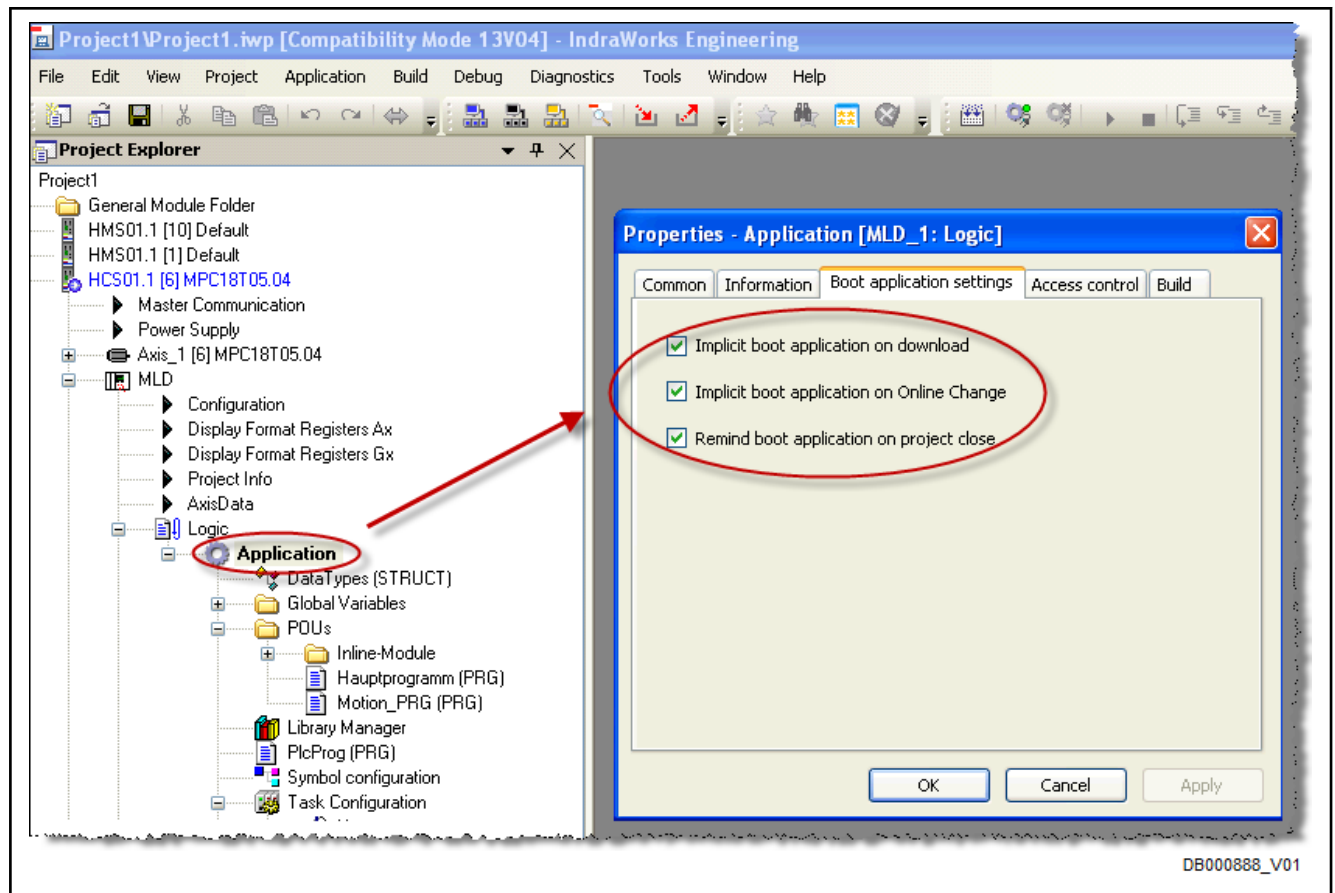 Project1\Project1.iwp [Compatibility Mode 13V04] - IndraWorks Engineering
File Edit View Project Application Build Debug Diagnostics Tools Window Help
Project Explorer
Project1
General Module Folder
HMS01.1 [10] Default
HMS01.1 [1] Default
HCS01.1 [6] MPC18T05.04
Master Communication
Power Supply
Axis_1 [6] MPC18T05.04
MLD
Configuration
Display Format Registers Ax
Display Format Registers Gx
Project Info
AxisData
Logic
Application
DataTypes (STRUCT)
Global Variables
POUs
Inline-Module
Hauptprogramm (PRG)
Motion_PRG (PRG)
Library Manager
PlcProg (PRG)
Symbol configuration
Task Configuration
Properties - Application [MLD_1: Logic]
Common Information Boot application settings Access control Build
Implicit boot application on download
Implicit boot application on Online Change
Remind boot application on project close
OK Cancel Apply
DB000888_V01